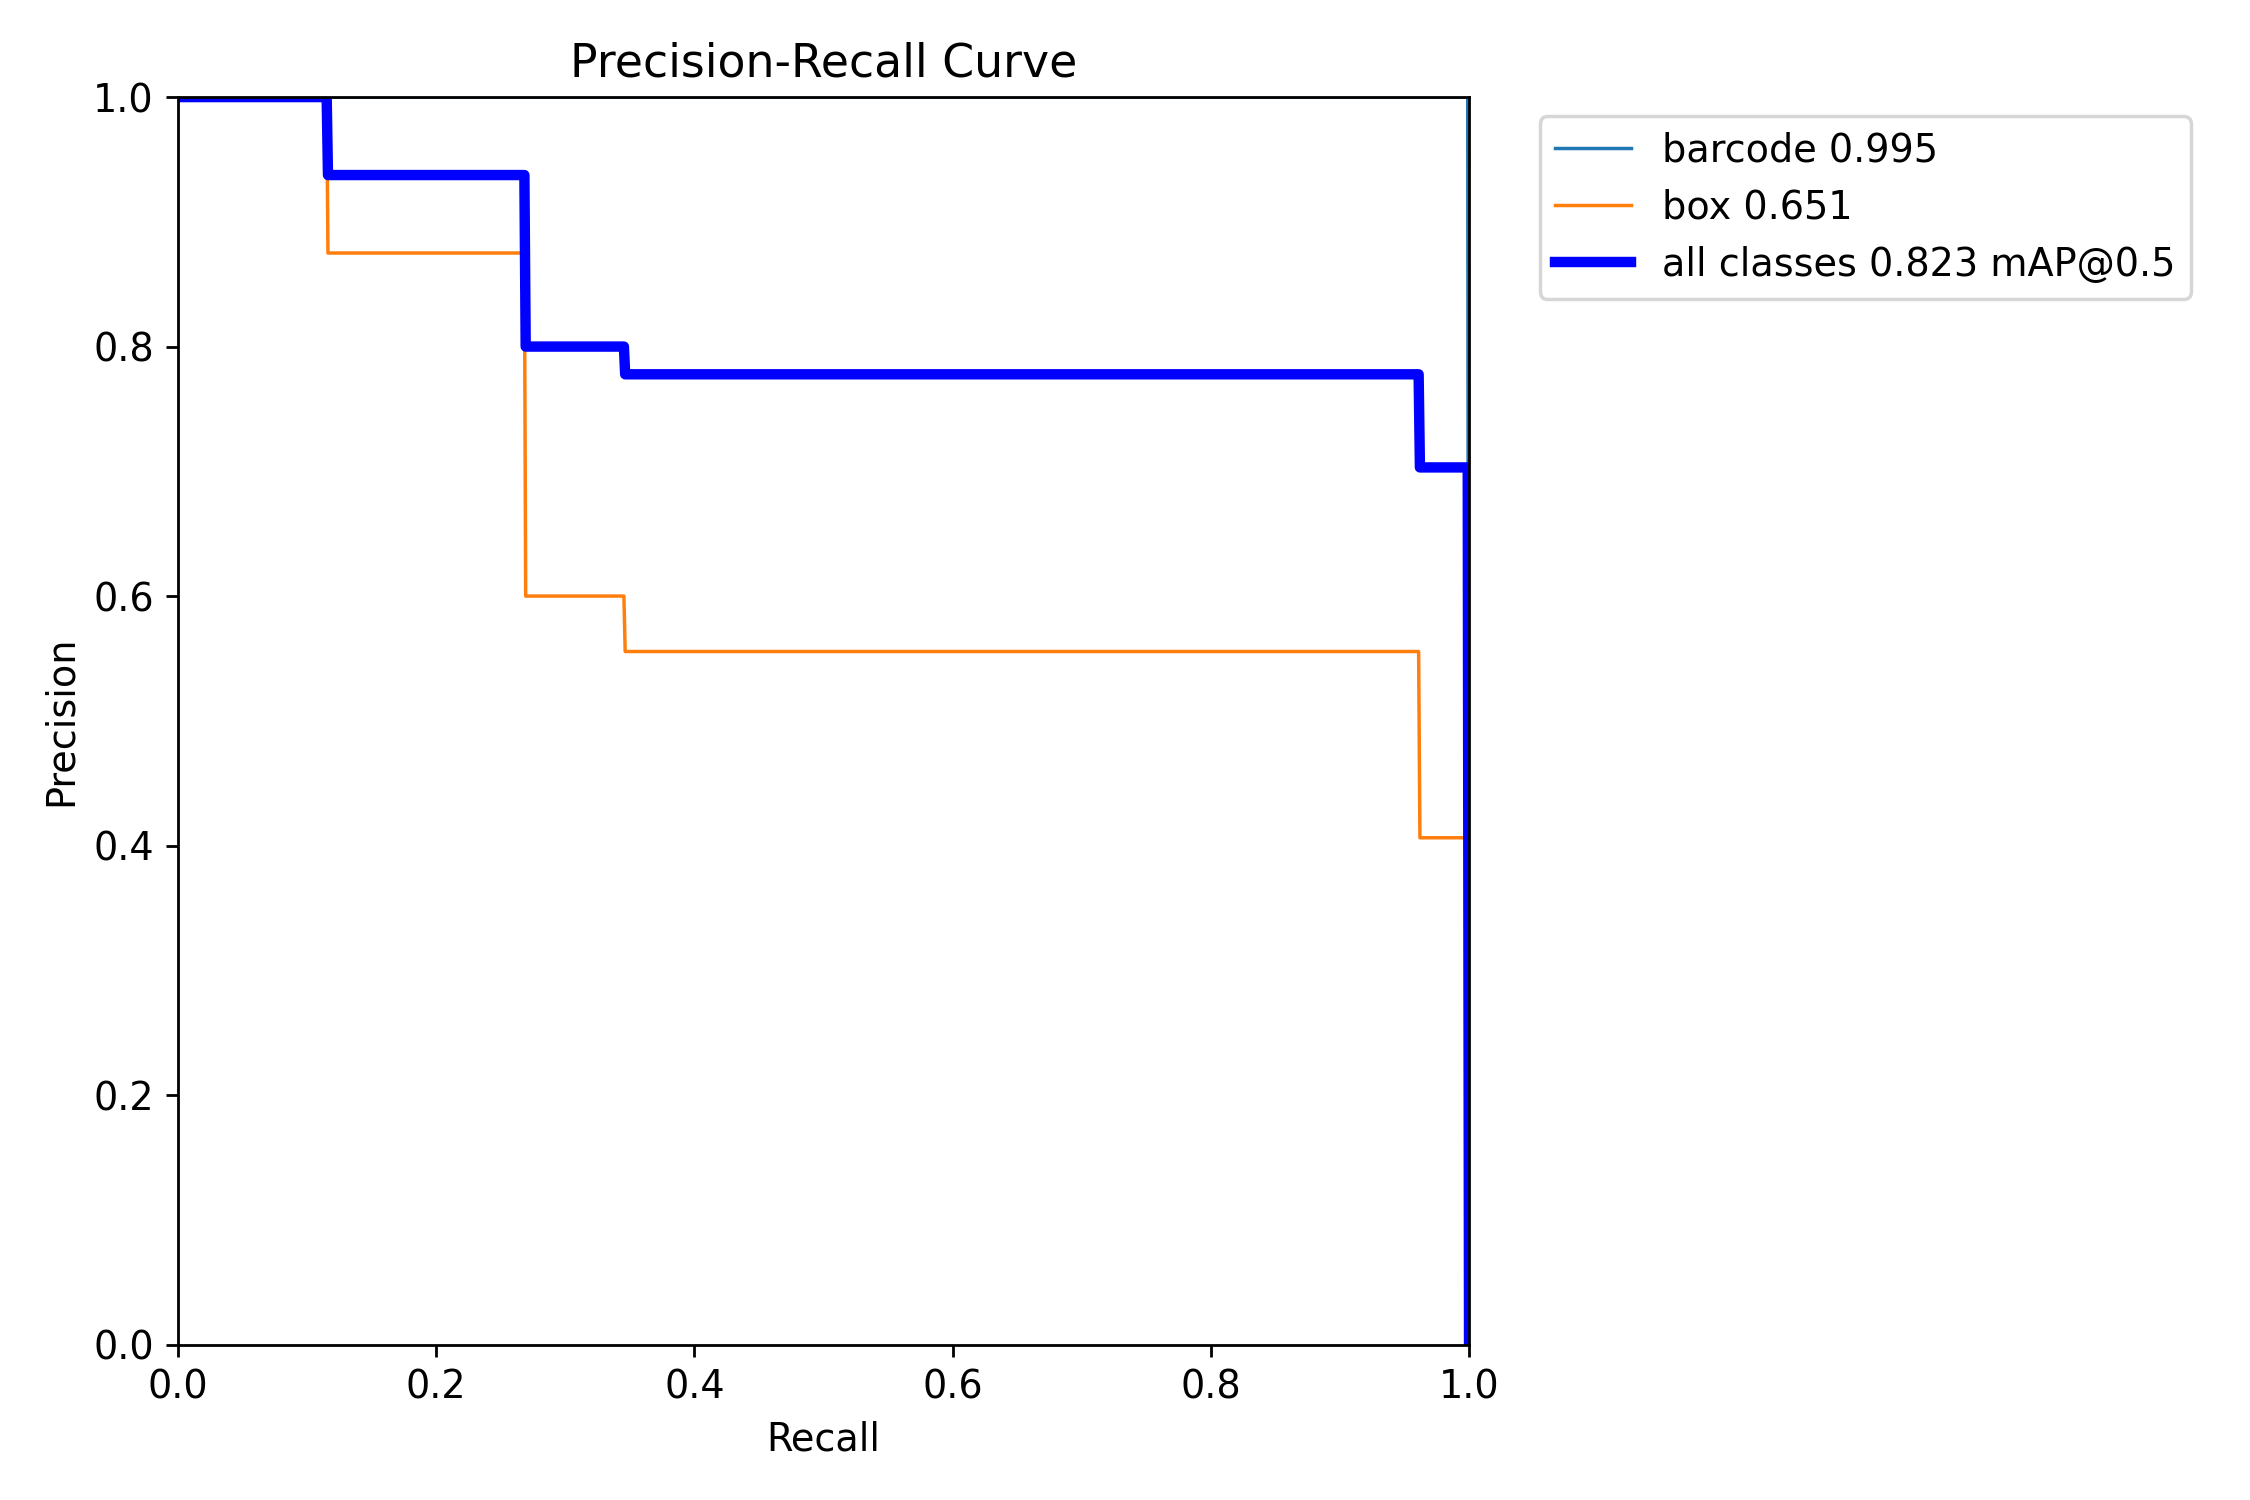 Precision-Recall Curve
1.0
0.8
0.6
0.4
0.2
0.0
Precision
0.0 0.2 0.4 0.6 0.8 1.0
Recall
barcode 0.995
box 0.651
all classes 0.823 mAP@0.5